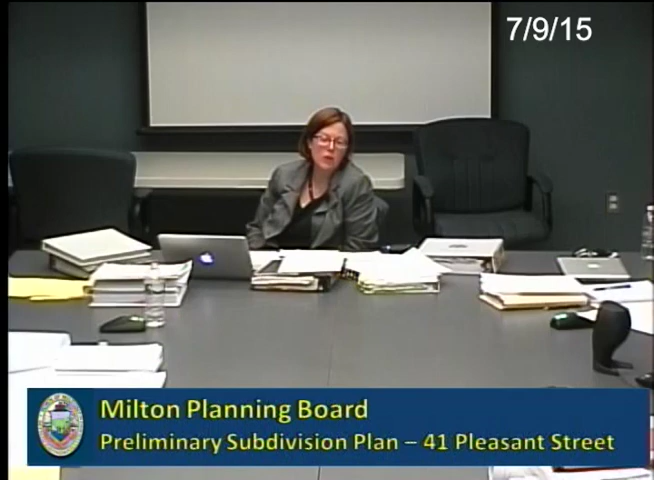 7/9/15
Milton Planning Board
Preliminary Subdivision Plan – 41 Pleasant Street